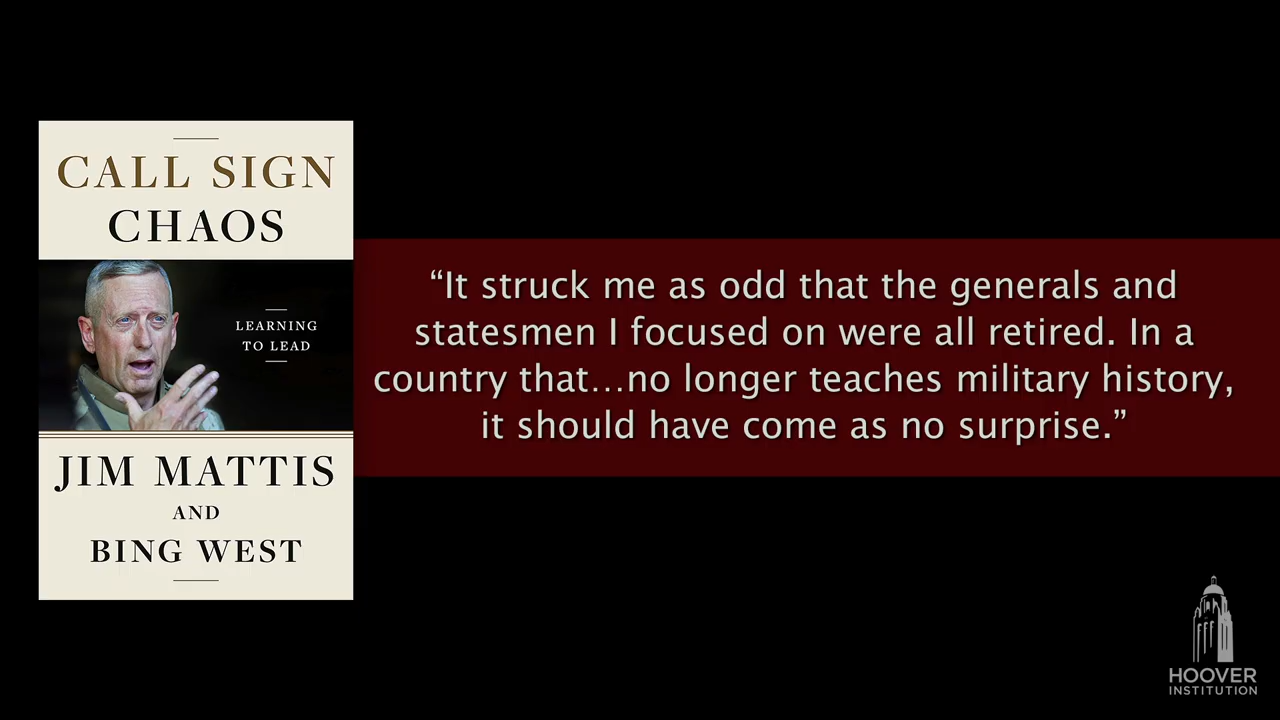 CALL SIGN
CHAOS
LEARNING
TO LEAD
JIM MATTIS
AND
BING WEST
“It struck me as odd that the generals and
statesmen I focused on were all retired. In a
country that…no longer teaches military history,
it should have come as no surprise.”
HOOVER
INSTITUTION